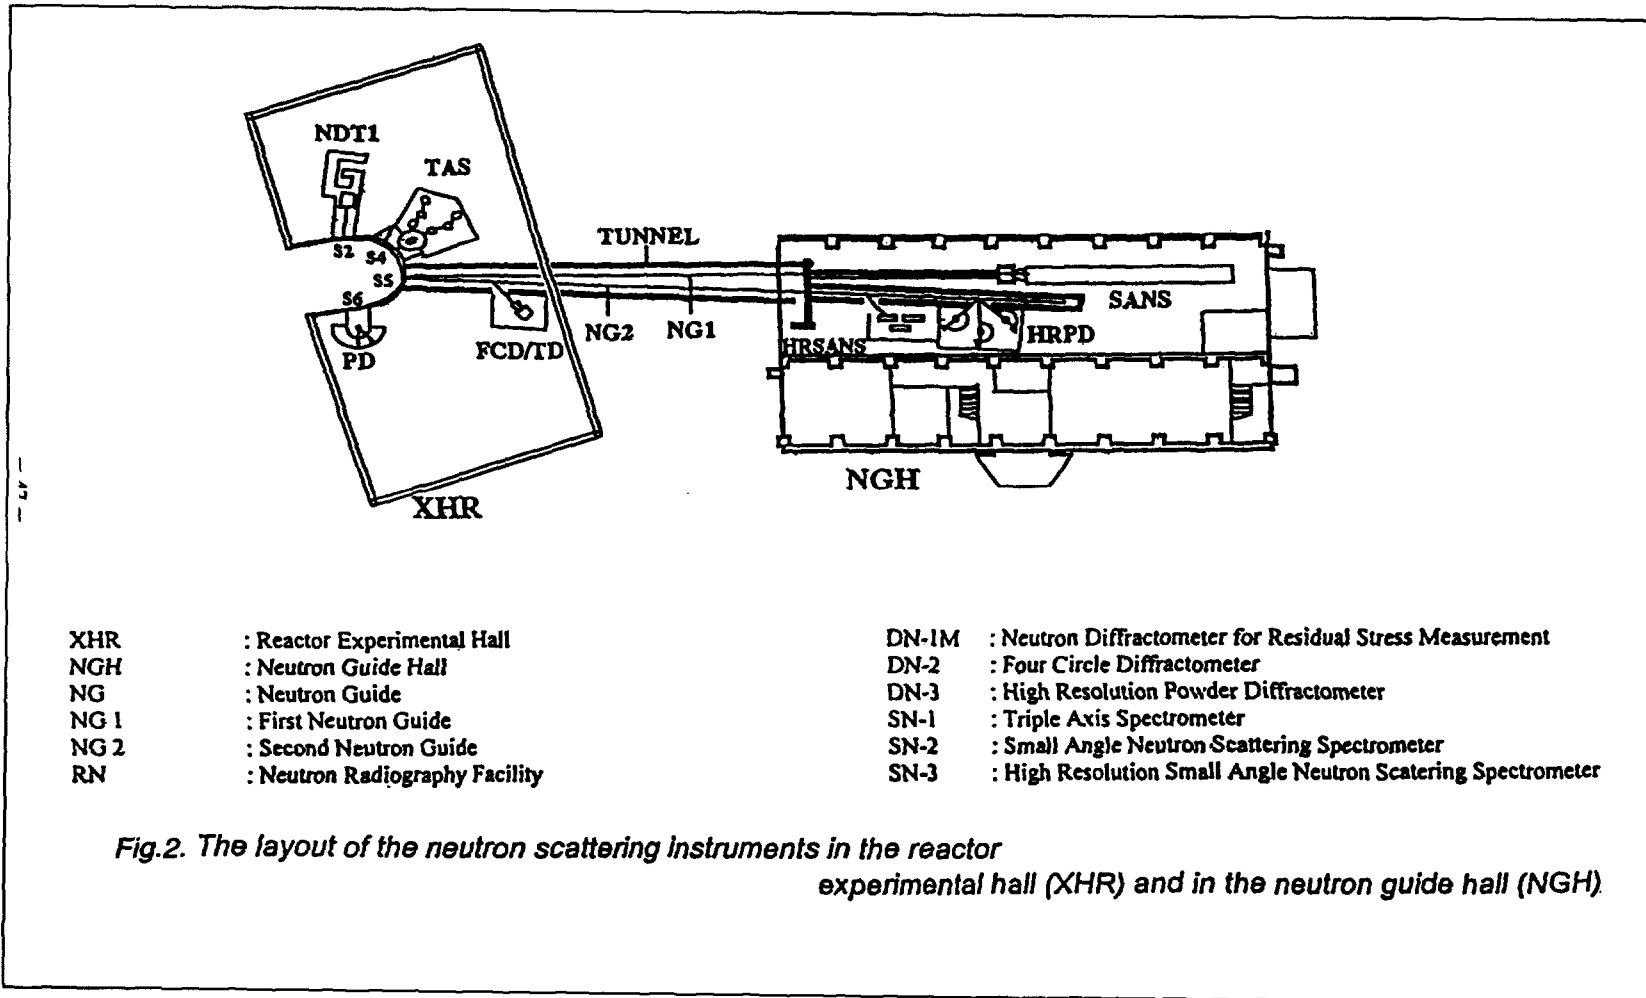 NDT1
TAS
S2
S4
S5
S6
PD
FCD/TD
TUNNEL
NG2
NG1
SANS
HRSANS
HRPD
XHR
NGH
XHR : Reactor Experimental Hall
NGH : Neutron Guide Hall
NG : Neutron Guide
NG 1 : First Neutron Guide
NG 2 : Second Neutron Guide
RN : Neutron Radiography Facility
DN-1M : Neutron Diffractometer for Residual Stress Measurement
DN-2 : Four Circle Diffractometer
DN-3 : High Resolution Powder Diffractometer
SN-1 : Triple Axis Spectrometer
SN-2 : Small Angle Neutron Scattering Spectrometer
SN-3 : High Resolution Small Angle Neutron Scatering Spectrometer
Fig.2. The layout of the neutron scattering instruments in the reactor
experimental hall (XHR) and in the neutron guide hall (NGH)